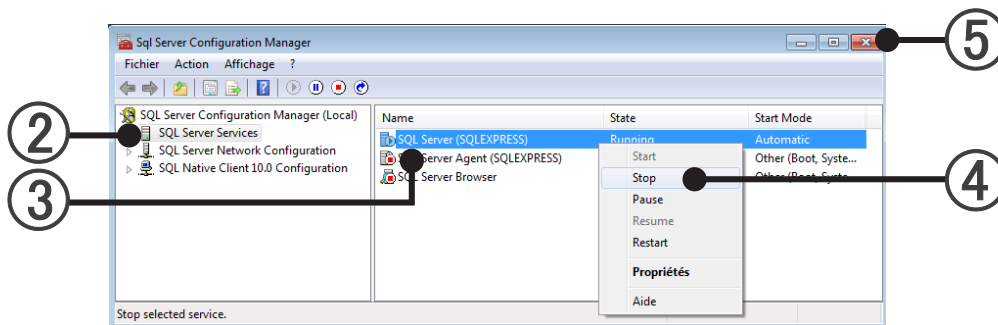 Sql Server Configuration Manager
5
Fichier Action Affichage ?
SQL Server Configuration Manager (Local)
Name State Start Mode
2
SQL Server Services
SQL Server (SQLEXPRESS) Running Automatic
SQL Server Network Configuration
Server Agent (SQLEXPRESS) Other (Boot, Syste...
Start
SQL Native Client 10.0 Configuration
SQL Server Browser Other (Boot, Syste...
Stop
3
4
Pause
Resume
Restart
Propriétés
Aide
Stop selected service.